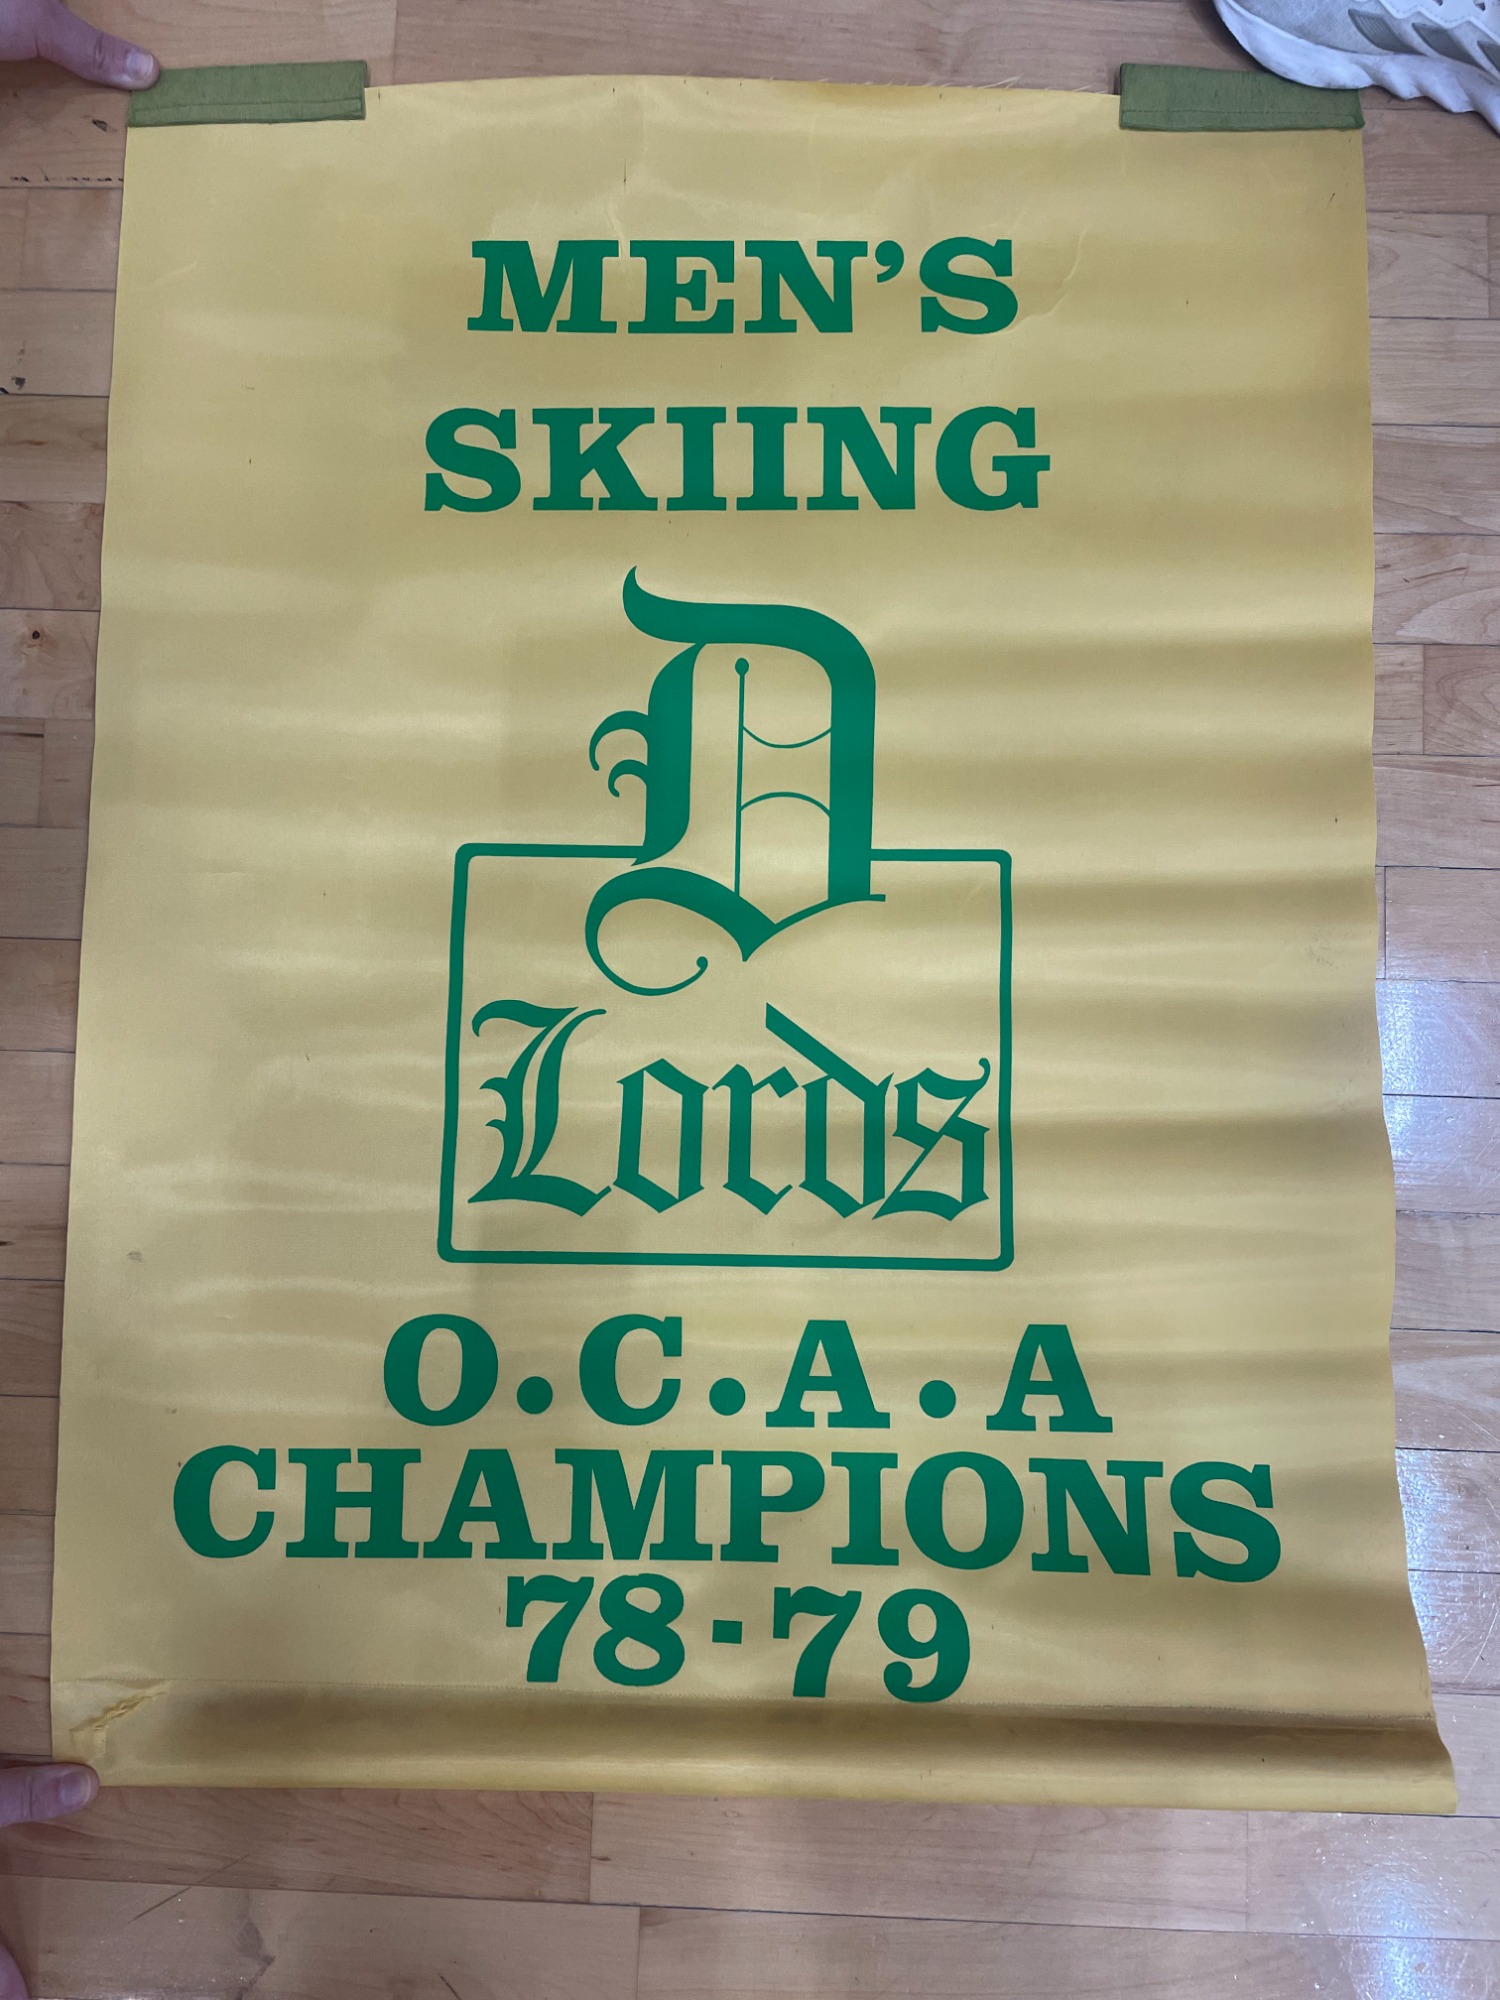 MEN'S
SKIING
D
Lords
O.C.A.A
CHAMPIONS
78-79